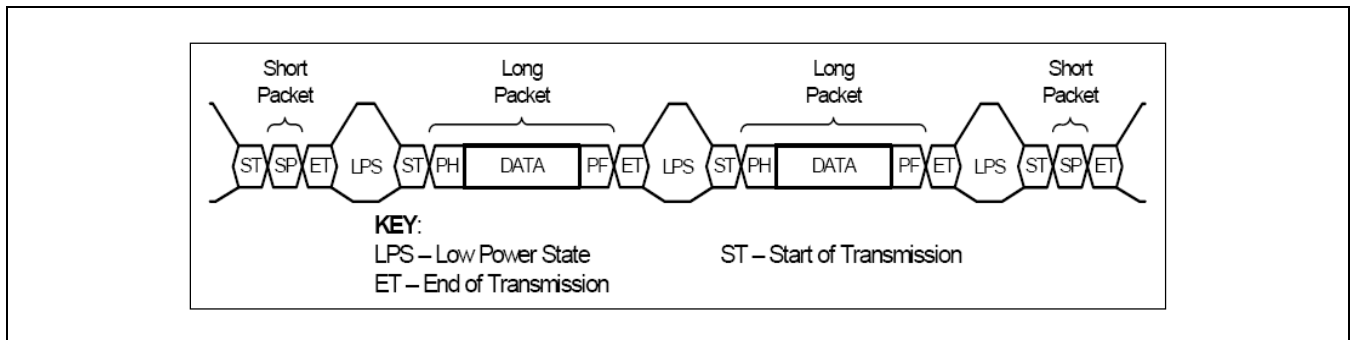 Short Packet
Long Packet
Long Packet
Short Packet
ST SP ET LPS ST PH DATA PF ET LPS ST PH DATA PF ET LPS ST SP ET
KEY:
LPS – Low Power State
ST – Start of Transmission
ET – End of Transmission